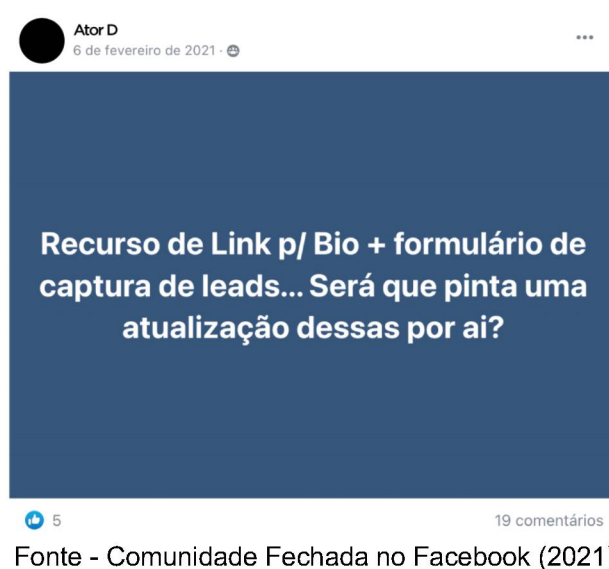 Ator D
6 de fevereiro de 2021 ·
Recurso de Link p/ Bio + formulário de
captura de leads... Será que pinta uma
atualização dessas por ai?
5
19 comentários
Fonte - Comunidade Fechada no Facebook (2021)